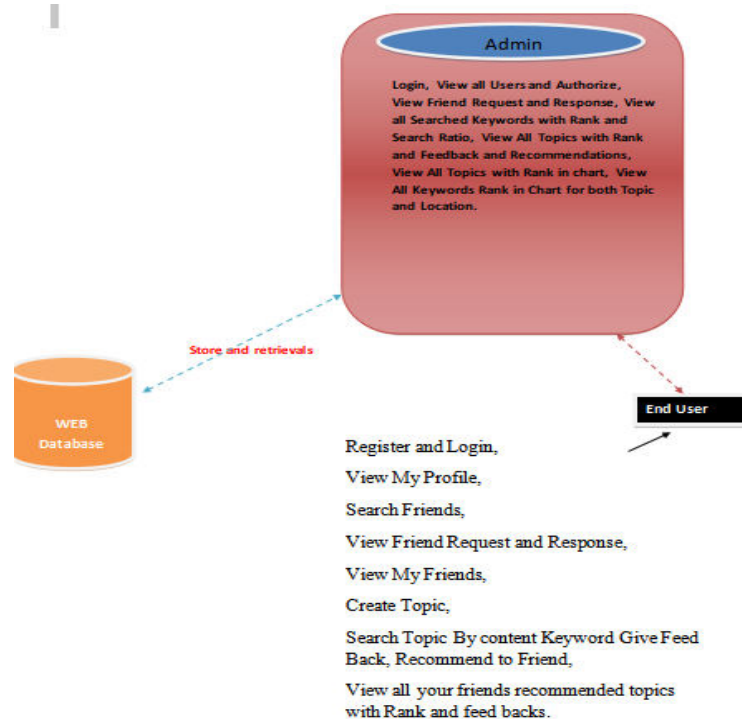 Admin
Login, View all Users and Authorize,
View Friend Request and Response, View
all Searched Keywords with Rank and
Search Ratio, View All Topics with Rank
and Feedback and Recommendations,
View All Topics with Rank in chart, View
All Keywords Rank in Chart for both Topic
and Location.
Store and retrievals
WEB
Database
End User
Register and Login,
View My Profile,
Search Friends,
View Friend Request and Response,
View My Friends,
Create Topic,
Search Topic By content Keyword Give Feed
Back, Recommend to Friend,
View all your friends recommended topics
with Rank and feed backs.